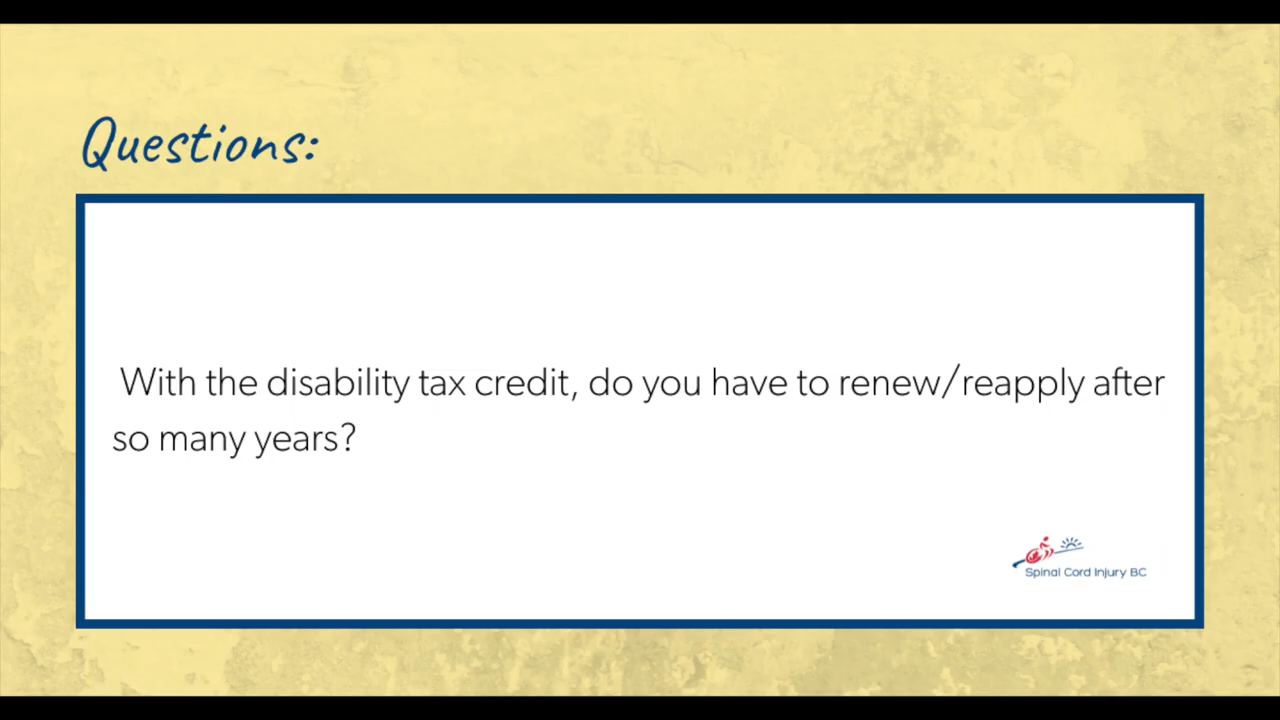 Questions:
With the disability tax credit, do you have to renew/reapply after
so many years?
Spinal Cord Injury BC